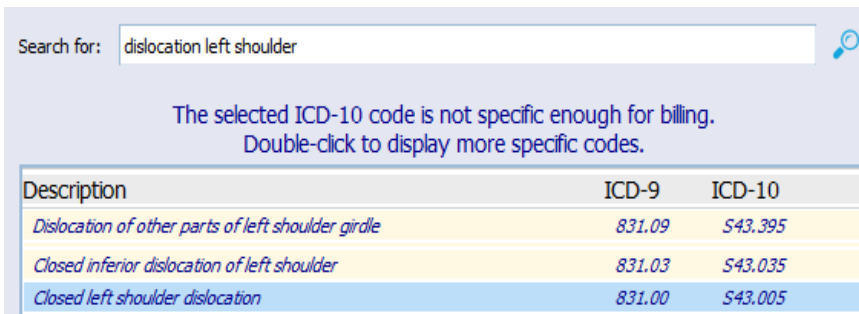 Search for: dislocation left shoulder
The selected ICD-10 code is not specific enough for billing.
Double-click to display more specific codes.
Description ICD-9 ICD-10
Dislocation of other parts of left shoulder girdle 831.09 S43.395
Closed inferior dislocation of left shoulder 831.03 S43.035
Closed left shoulder dislocation 831.00 S43.005